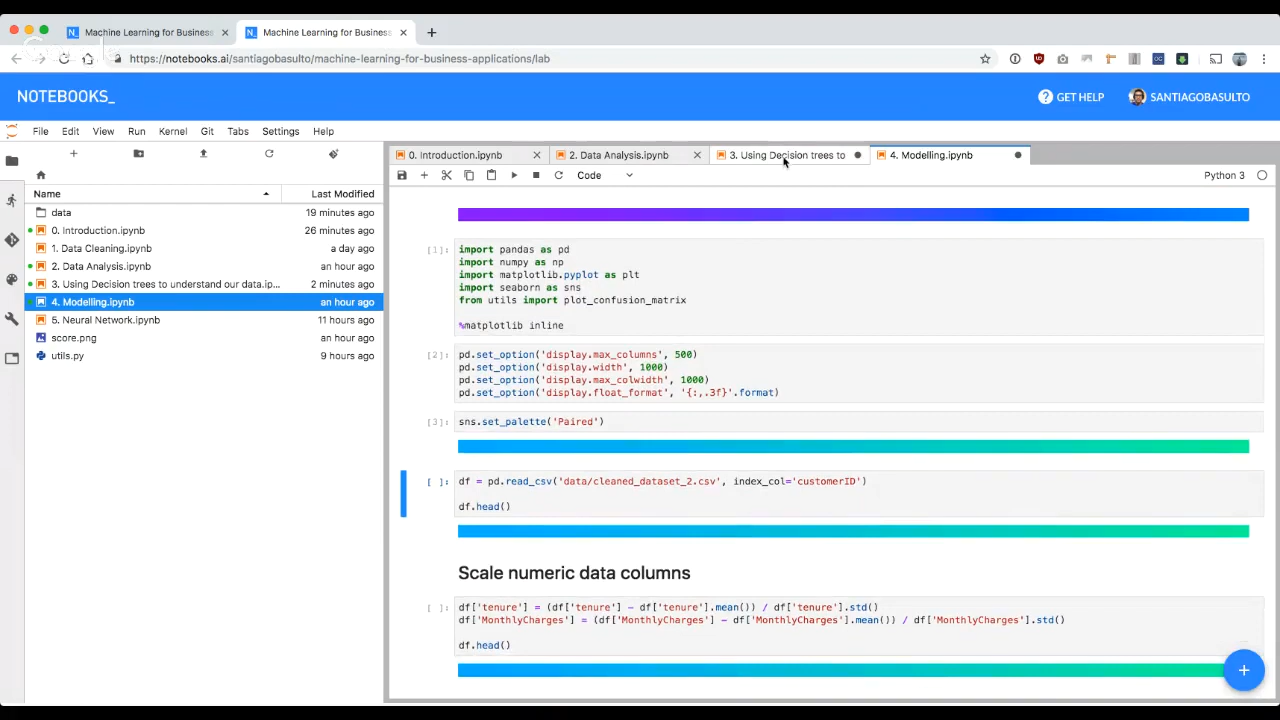 Machine Learning for Business
Machine Learning for Business
https://notebooks.ai/santiagobasulto/machine-learning-for-business-applications/lab
NOTEBOOKS_
GET HELP
SANTIAGOBASULTO
File Edit View Run Kernel Git Tabs Settings Help
0. Introduction.ipynb
2. Data Analysis.ipynb
3. Using Decision trees to
4. Modelling.ipynb
Code
Python 3
Name Last Modified
data 19 minutes ago
0. Introduction.ipynb 26 minutes ago
1. Data Cleaning.ipynb a day ago
2. Data Analysis.ipynb an hour ago
3. Using Decision trees to understand our data.ip... 2 minutes ago
4. Modelling.ipynb an hour ago
5. Neural Network.ipynb 11 hours ago
score.png an hour ago
utils.py 9 hours ago
[1]: import pandas as pd
import numpy as np
import matplotlib.pyplot as plt
import seaborn as sns
from utils import plot_confusion_matrix
%matplotlib inline
[2]: pd.set_option('display.max_columns', 500)
pd.set_option('display.width', 1000)
pd.set_option('display.max_colwidth', 1000)
pd.set_option('display.float_format', '{:,.3f}'.format)
[3]: sns.set_palette('Paired')
[ ]: df = pd.read_csv('data/cleaned_dataset_2.csv', index_col='customerID')
df.head()
Scale numeric data columns
[ ]: df['tenure'] = (df['tenure'] - df['tenure'].mean()) / df['tenure'].std()
df['MonthlyCharges'] = (df['MonthlyCharges'] - df['MonthlyCharges'].mean()) / df['MonthlyCharges'].std()
df.head()